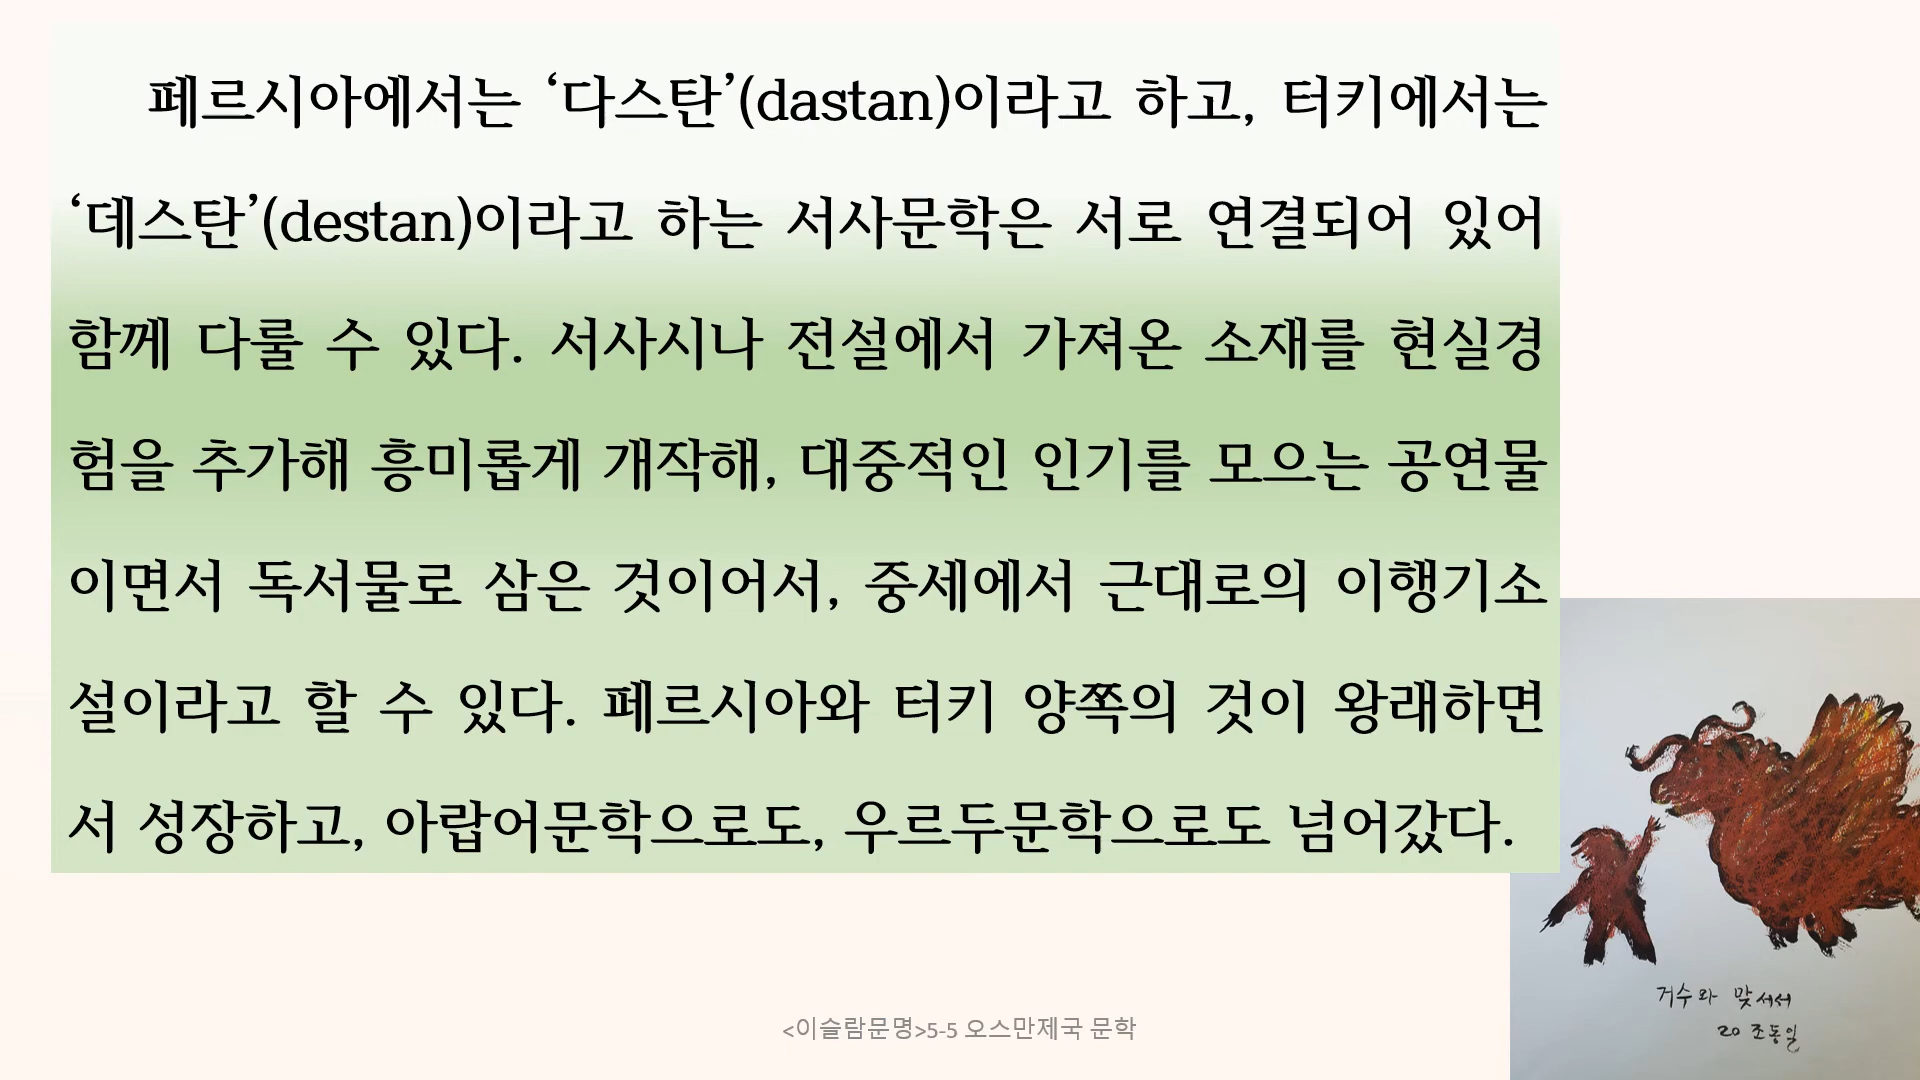 페르시아에서는 ‘다스탄’(dastan)이라고 하고, 터키에서는
‘데스탄’(destan)이라고 하는 서사문학은 서로 연결되어 있어
함께 다룰 수 있다. 서사시나 전설에서 가져온 소재를 현실경
험을 추가해 흥미롭게 개작해, 대중적인 인기를 모으는 공연물
이면서 독서물로 삼은 것이어서, 중세에서 근대로의 이행기소
설이라고 할 수 있다. 페르시아와 터키 양쪽의 것이 왕래하면
서 성장하고, 아랍어문학으로도, 우르두문학으로도 넘어갔다.
거수와 맞서서
20 조동일
<이슬람문명>5-5 오스만제국 문학